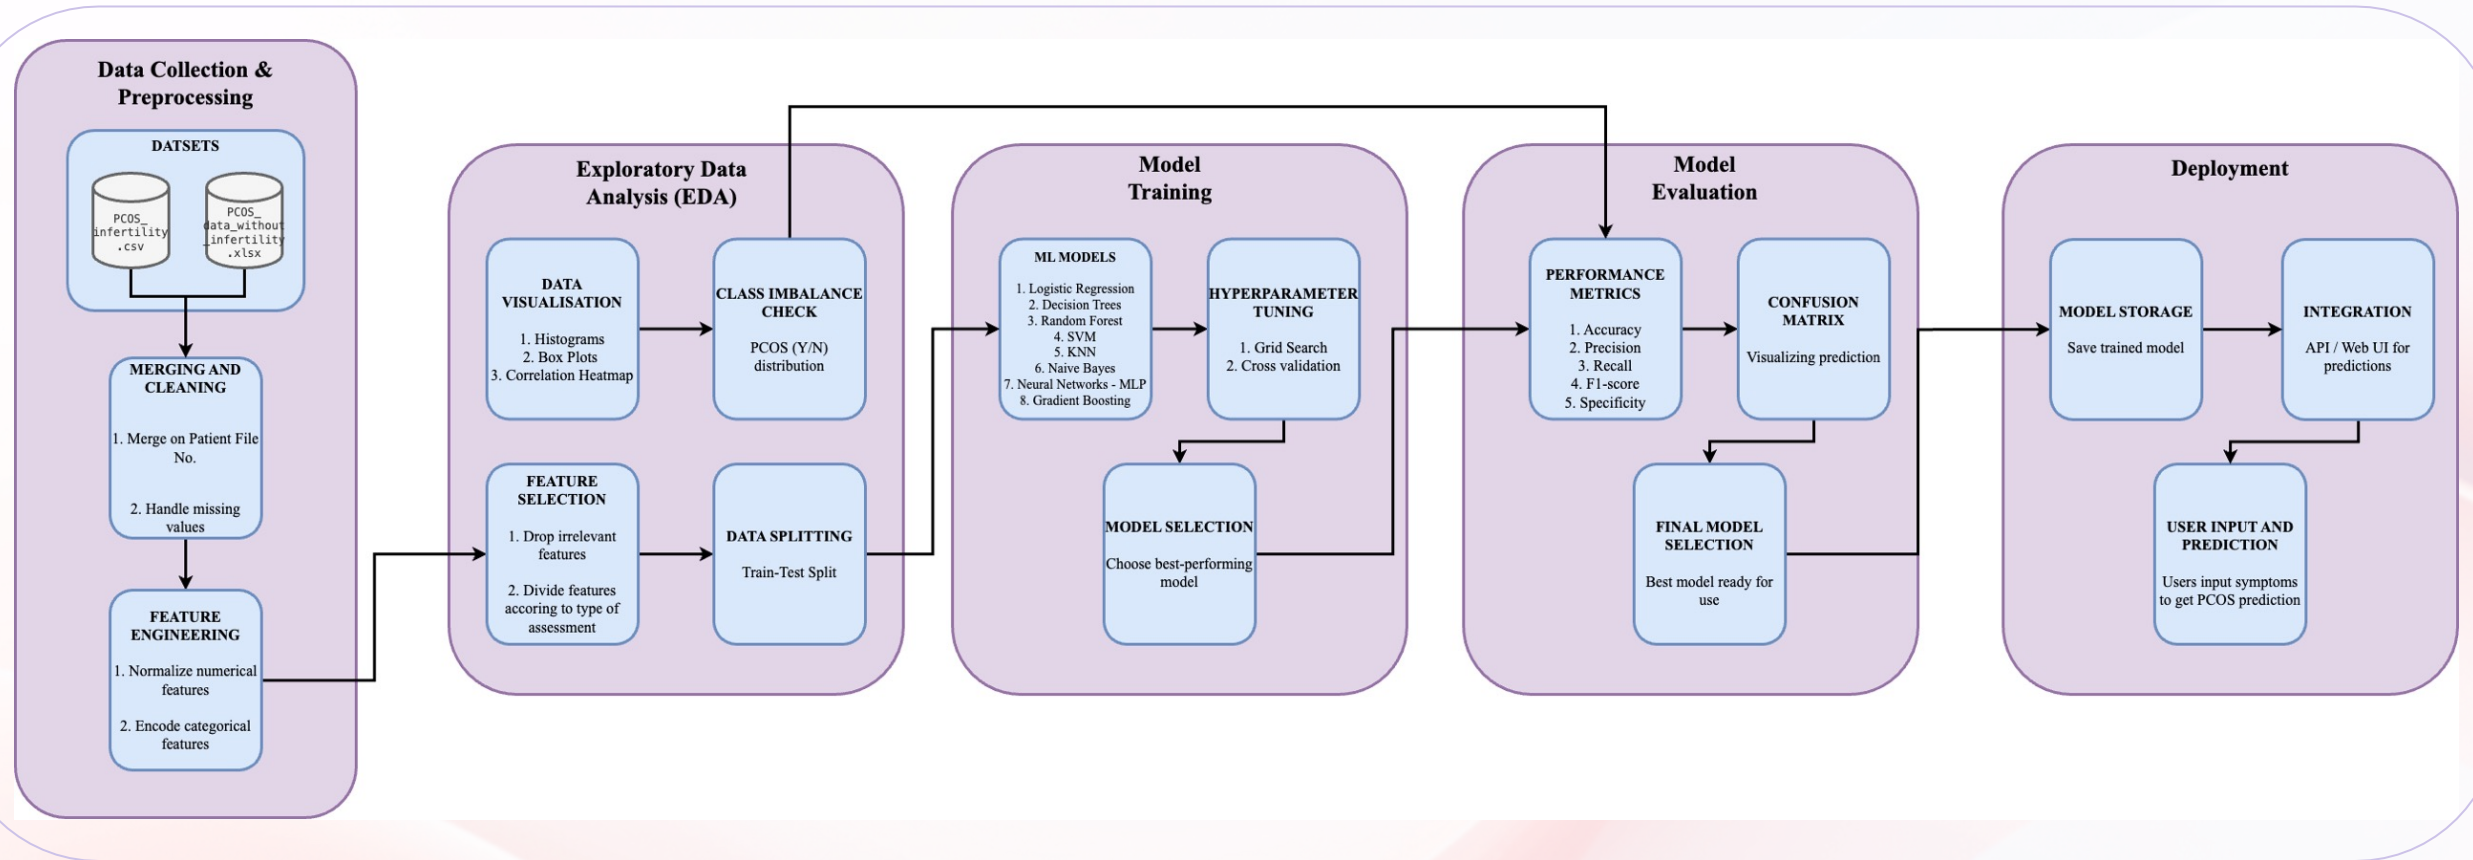 Data Collection &
Preprocessing
DATSETS
PCOS_
infertility
.csv
PCOS_
data_without
_infertility
.xlsx
MERGING AND
CLEANING
1. Merge on Patient File
No.
2. Handle missing
values
FEATURE
ENGINEERING
1. Normalize numerical
features
2. Encode categorical
features
Exploratory Data
Analysis (EDA)
DATA
VISUALISATION
1. Histograms
2. Box Plots
3. Correlation Heatmap
CLASS IMBALANCE
CHECK
PCOS (Y/N)
distribution
FEATURE
SELECTION
1. Drop irrelevant
features
2. Divide features
accoring to type of
assessment
DATA SPLITTING
Train-Test Split
Model
Training
ML MODELS
1. Logistic Regression
2. Decision Trees
3. Random Forest
4. SVM
5. KNN
6. Naive Bayes
7. Neural Networks - MLP
8. Gradient Boosting
HYPERPARAMETER
TUNING
1. Grid Search
2. Cross validation
MODEL SELECTION
Choose best-performing
model
Model
Evaluation
PERFORMANCE
METRICS
1. Accuracy
2. Precision
3. Recall
4. F1-score
5. Specificity
CONFUSION
MATRIX
Visualizing prediction
FINAL MODEL
SELECTION
Best model ready for
use
Deployment
MODEL STORAGE
Save trained model
INTEGRATION
API / Web UI for
predictions
USER INPUT AND
PREDICTION
Users input symptoms
to get PCOS prediction